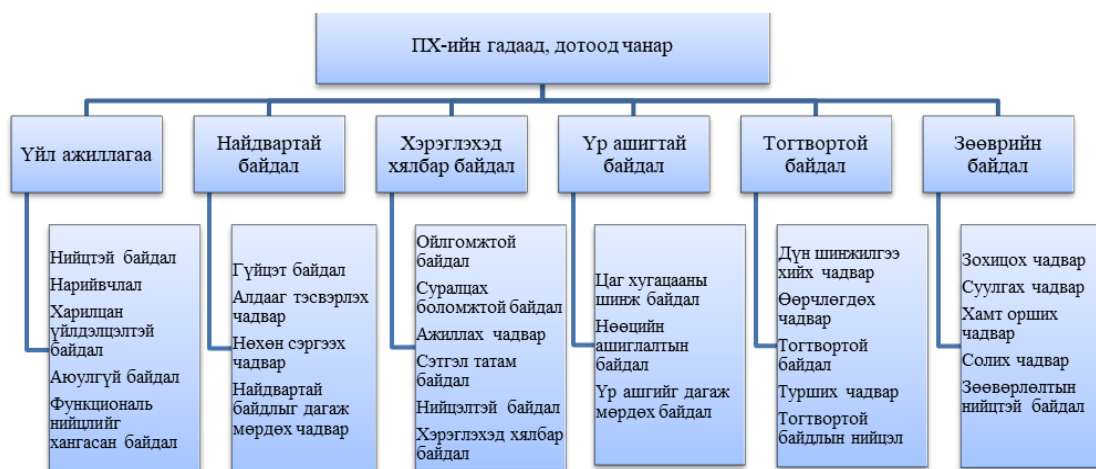 ПХ-ийн гадаад, дотоод чанар
Үйл ажиллагаа
Нийцтэй байдал
Нарийвчлал
Харилцан
үйлдэлцэлтэй
байдал
Аюулгүй байдал
Функциональ
нийцлийг
хангасан байдал
Найдвартай
байдал
Гүйцэт байдал
Алдааг тэсвэрлэх
чадвар
Нөхөн сэргээх
чадвар
Найдвартай
байдлыг дагаж
мөрдөх чадвар
Хэрэглэхэд
хялбар байдал
Ойлгомжтой
байдал
Суралцах
боломжтой байдал
Ажиллах чадвар
Сэтгэл татам
байдал
Нийцэлтэй байдал
Хэрэглэхэд хялбар
байдал
Үр ашигтай
байдал
Цаг хугацааны
шинж байдал
Нөөцийн
ашиглалтын
байдал
Үр ашгийг дагаж
мөрдөх байдал
Тогтвортой
байдал
Дүн шинжилгээ
хийх чадвар
Өөрчлөгдөх
чадвар
Тогтвортой
байдал
Турших чадвар
Тогтвортой
байдлын нийцэл
Зөөврийн
байдал
Зохицох чадвар
Суулгах чадвар
Хамт орших
чадвар
Солих чадвар
Зөөвөрлөлтын
нийцтэй байдал